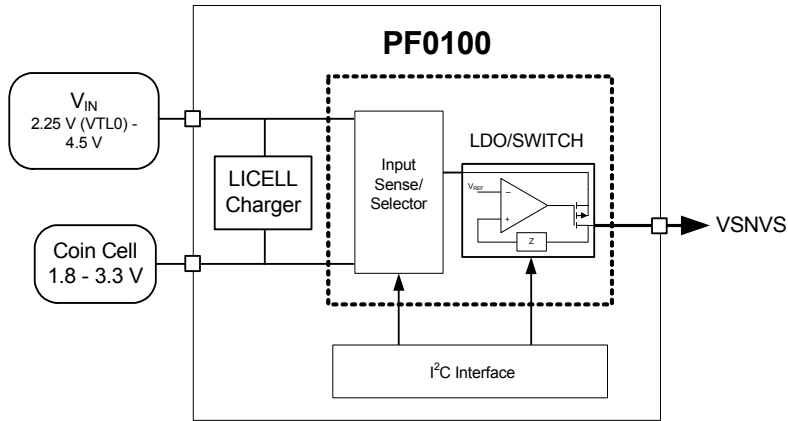 PF0100
VIN
2.25 V (VTL0) -
4.5 V
LICELL
Charger
Coin Cell
1.8 - 3.3 V
Input
Sense/
Selector
LDO/SWITCH
VREF
−
+
Z
VSNVS
I2C Interface